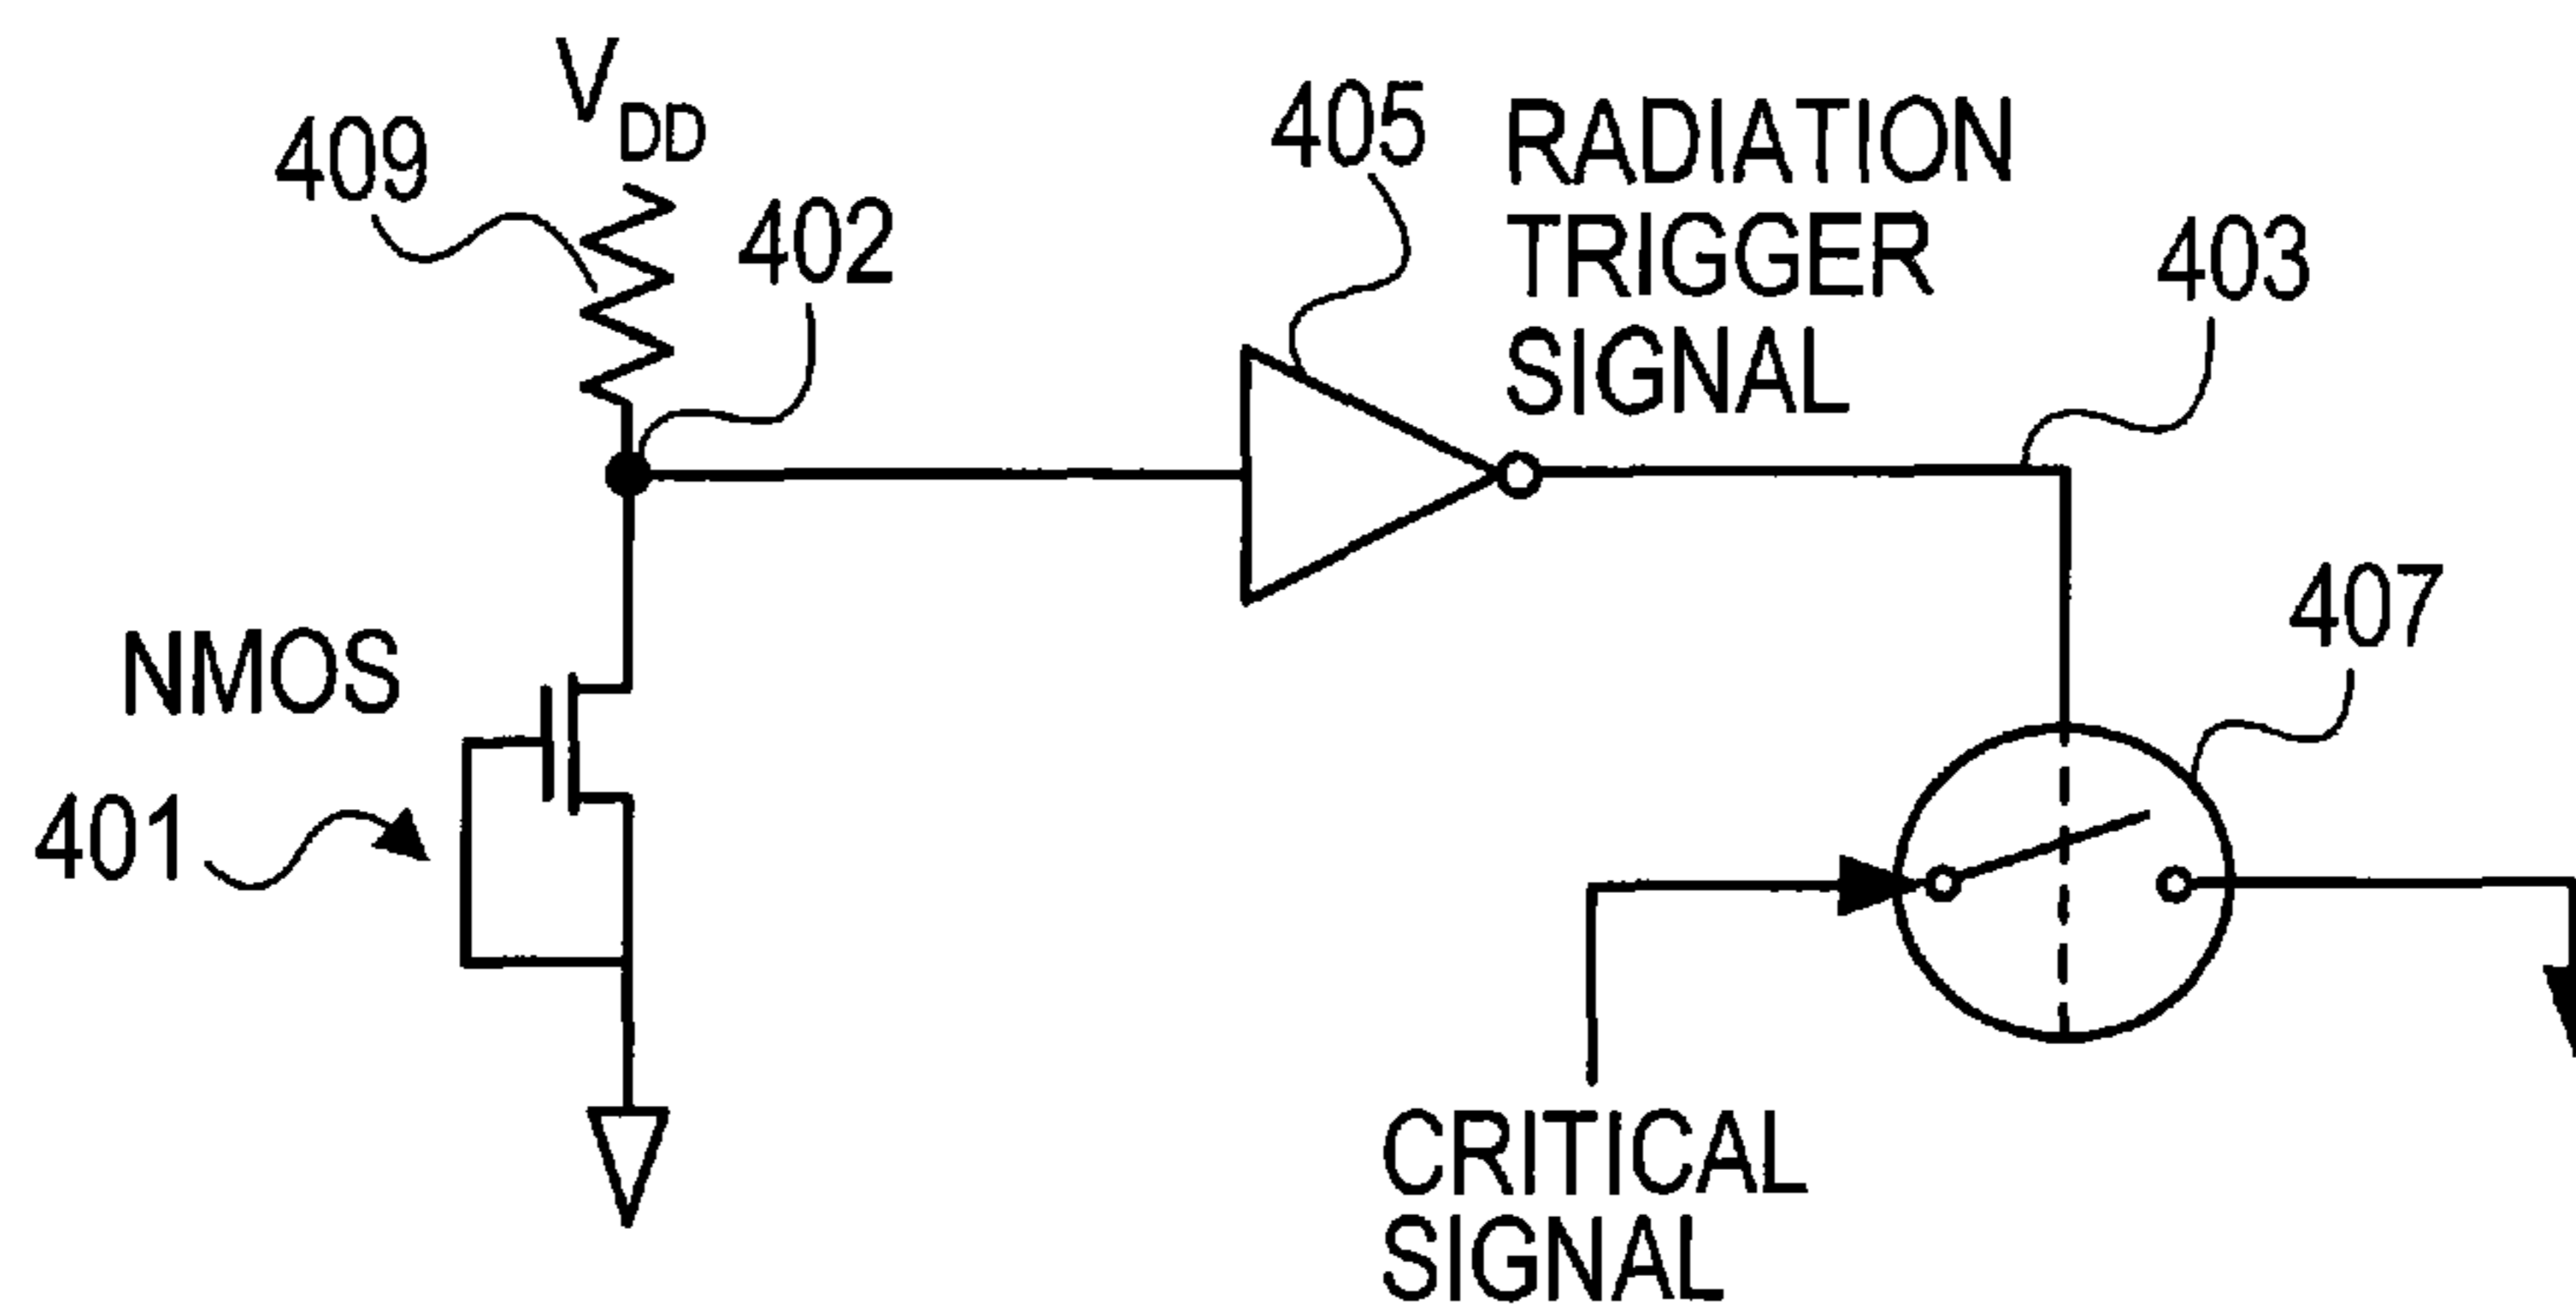 V DD
409
402
405
RADIATION
TRIGGER
SIGNAL
403
407
NMOS
401
CRITICAL
SIGNAL